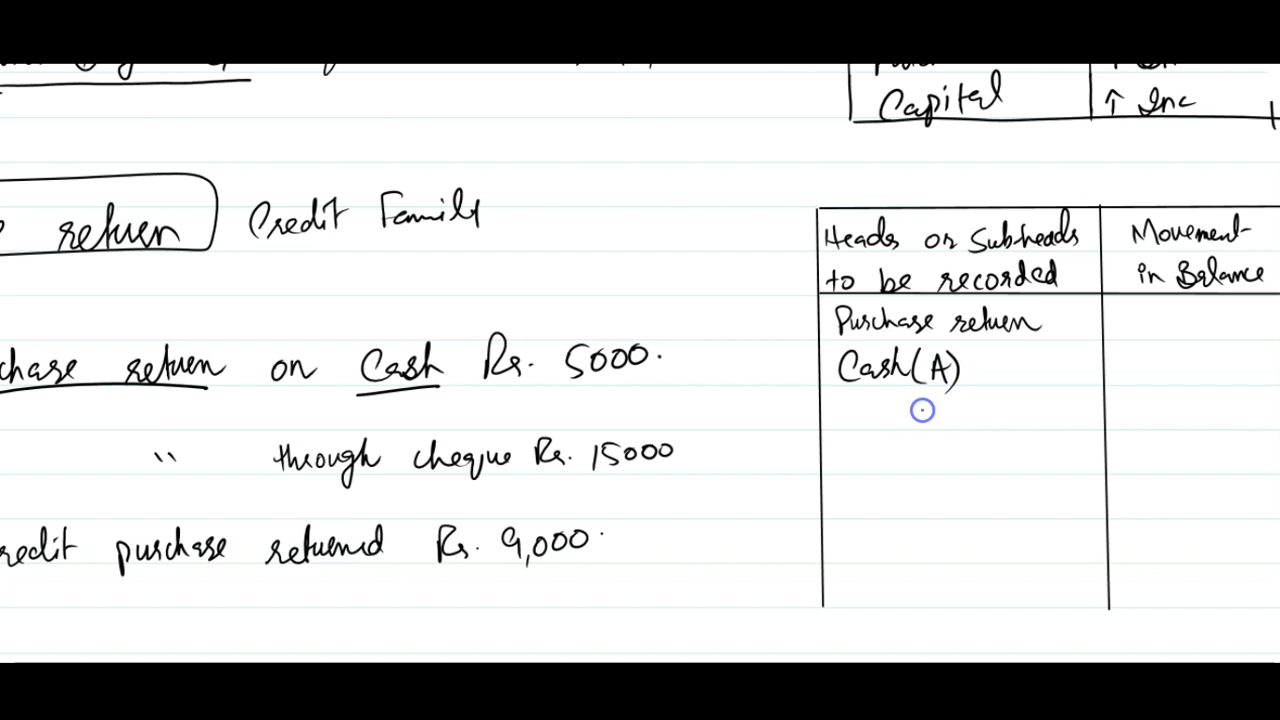 Capital ↑ Inc
return Credit Family
Heads or Subheads to be recorded
Movement in Balance
Purchase return
chase return on Cash Rs. 5000.
Cash(A)
" through cheque Rs. 15000
redit purchase returned Rs. 9,000.